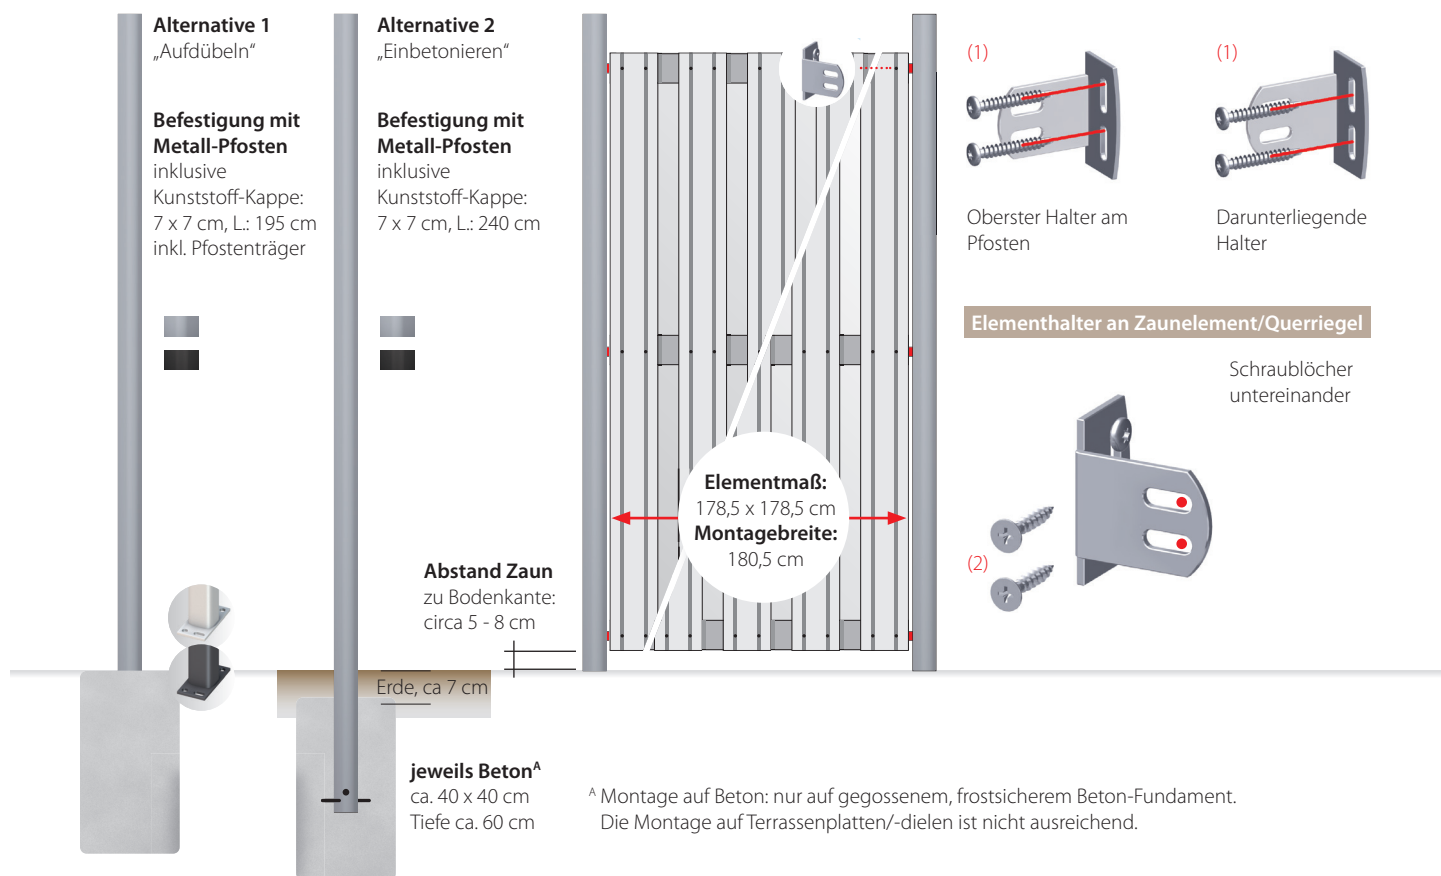 Alternative 1
„Aufdübeln“
Befestigung mit
Metall-Pfosten
inklusive
Kunststoff-Kappe:
7 x 7 cm, L.: 195 cm
inkl. Pfostenträger
Alternative 2
„Einbetonieren“
Befestigung mit
Metall-Pfosten
inklusive
Kunststoff-Kappe:
7 x 7 cm, L.: 240 cm
Abstand Zaun
zu Bodenkante:
circa 5 - 8 cm
Erde, ca 7 cm
jeweils Betonᴬ
ca. 40 x 40 cm
Tiefe ca. 60 cm
Elementmaß:
178,5 x 178,5 cm
Montagebreite:
180,5 cm
(1)
Oberster Halter am
Pfosten
(1)
Darunterliegende
Halter
Elementhalter an Zaunelement/Querriegel
Schraublöcher
untereinander
(2)
ᴬ Montage auf Beton: nur auf gegossenem, frostsicherem Beton-Fundament.
Die Montage auf Terrassenplatten/-dielen ist nicht ausreichend.